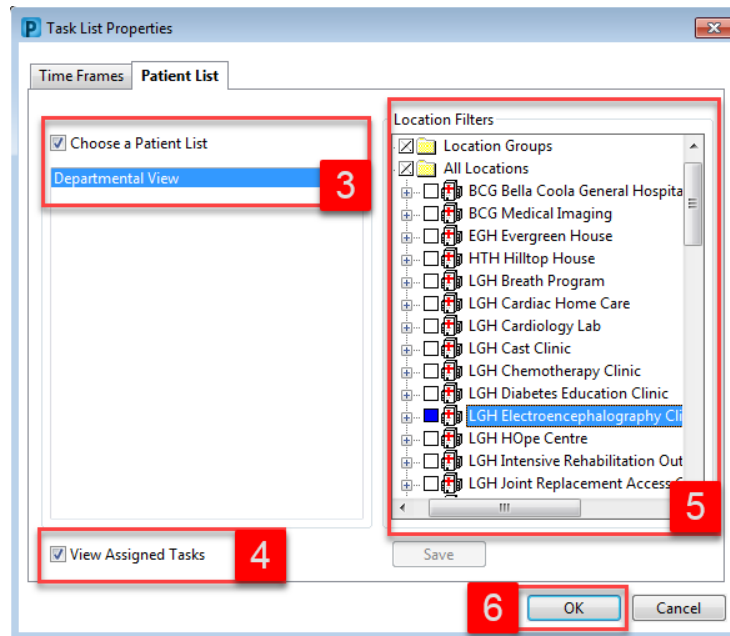 Task List Properties
Time Frames
Patient List
Choose a Patient List
Departmental View
3
View Assigned Tasks
4
Location Filters
Location Groups
All Locations
BCG Bella Coola General Hospita
BCG Medical Imaging
EGH Evergreen House
HTH Hilltop House
LGH Breath Program
LGH Cardiac Home Care
LGH Cardiology Lab
LGH Cast Clinic
LGH Chemotherapy Clinic
LGH Diabetes Education Clinic
LGH Electroencephalography Cli
LGH HOpe Centre
LGH Intensive Rehabilitation Out
LGH Joint Replacement Access
5
Save
6
OK
Cancel